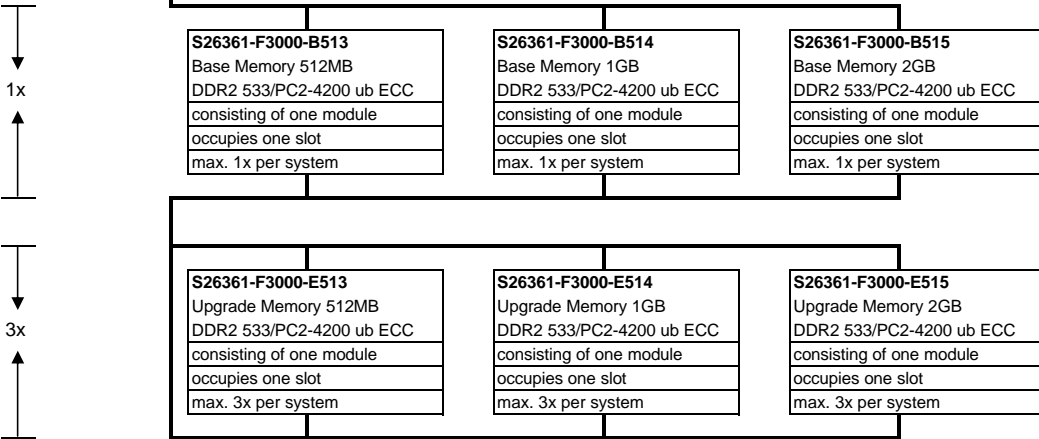 1x
S26361-F3000-B513
Base Memory 512MB
DDR2 533/PC2-4200 ub ECC
consisting of one module
occupies one slot
max. 1x per system
S26361-F3000-B514
Base Memory 1GB
DDR2 533/PC2-4200 ub ECC
consisting of one module
occupies one slot
max. 1x per system
S26361-F3000-B515
Base Memory 2GB
DDR2 533/PC2-4200 ub ECC
consisting of one module
occupies one slot
max. 1x per system
3x
S26361-F3000-E513
Upgrade Memory 512MB
DDR2 533/PC2-4200 ub ECC
consisting of one module
occupies one slot
max. 3x per system
S26361-F3000-E514
Upgrade Memory 1GB
DDR2 533/PC2-4200 ub ECC
consisting of one module
occupies one slot
max. 3x per system
S26361-F3000-E515
Upgrade Memory 2GB
DDR2 533/PC2-4200 ub ECC
consisting of one module
occupies one slot
max. 3x per system